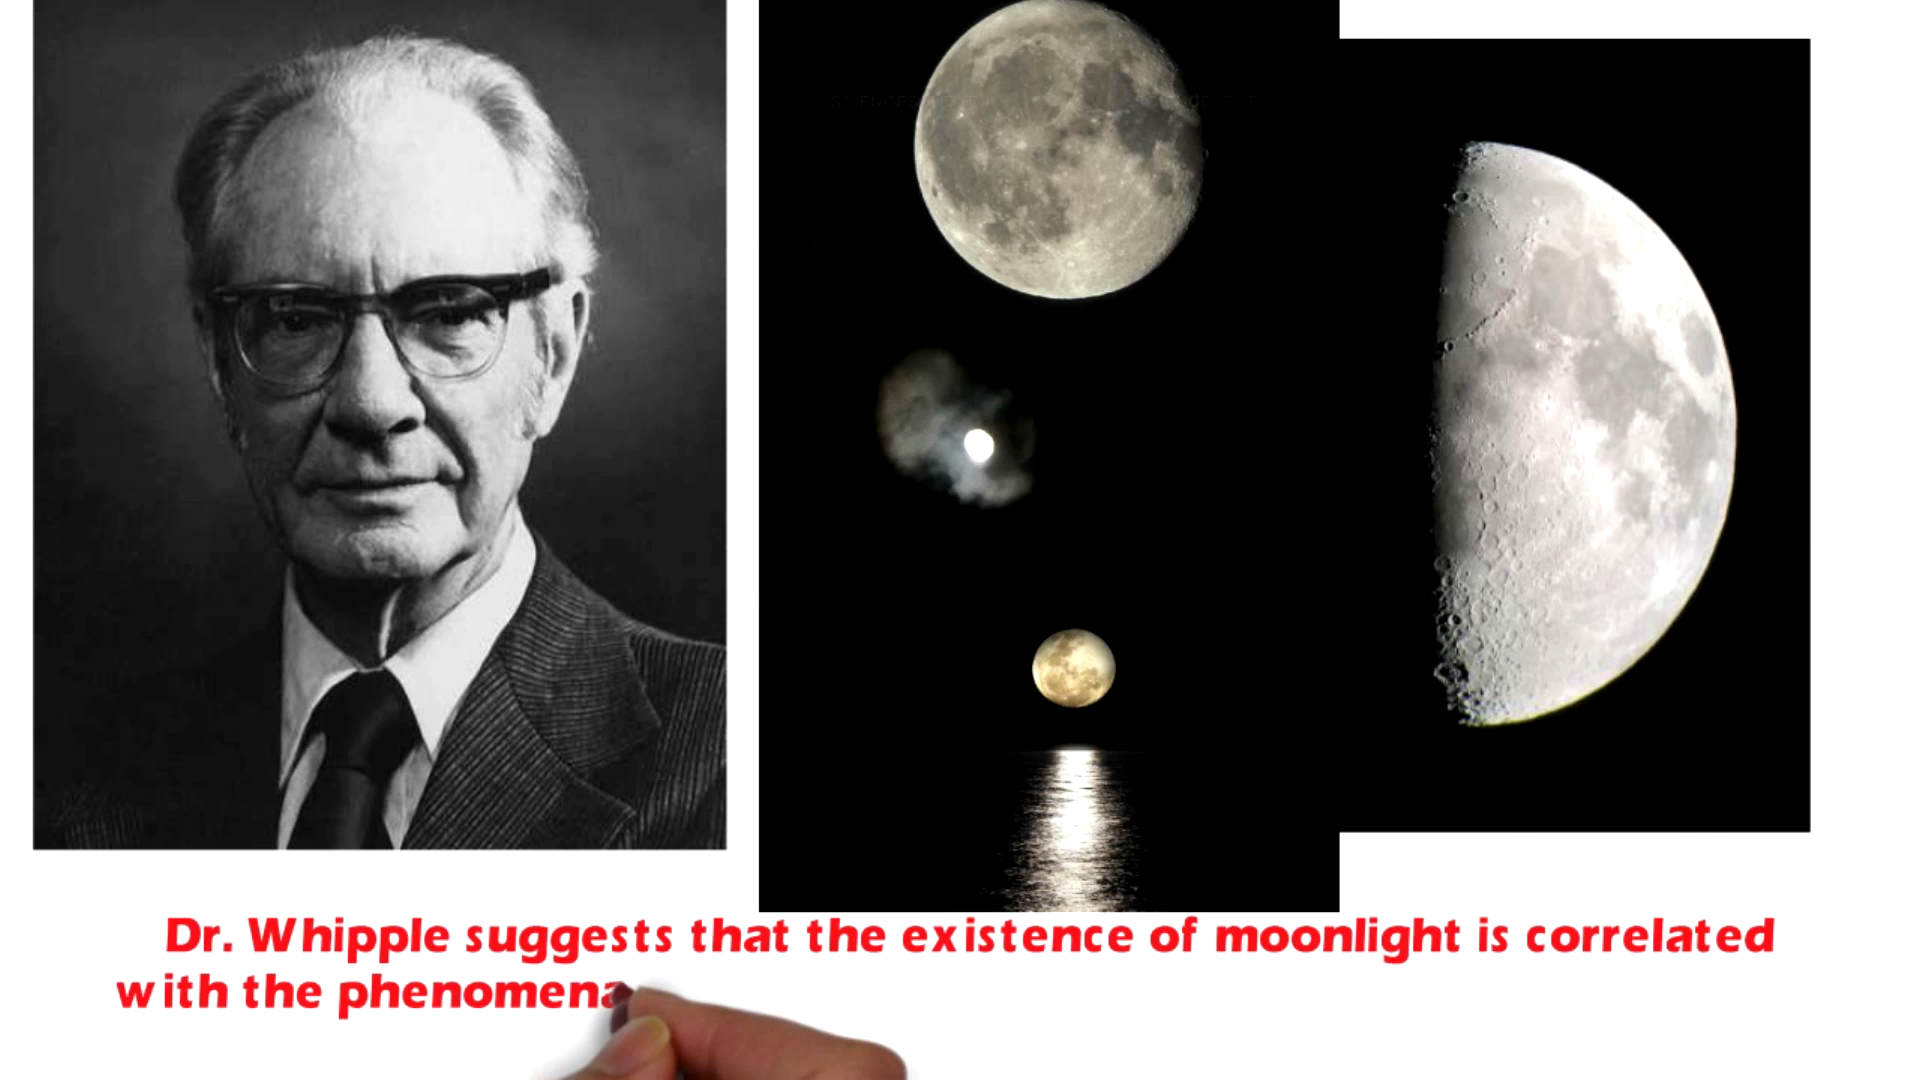 Dr. Whipple suggests that the existence of moonlight is correlated
with the phenomena